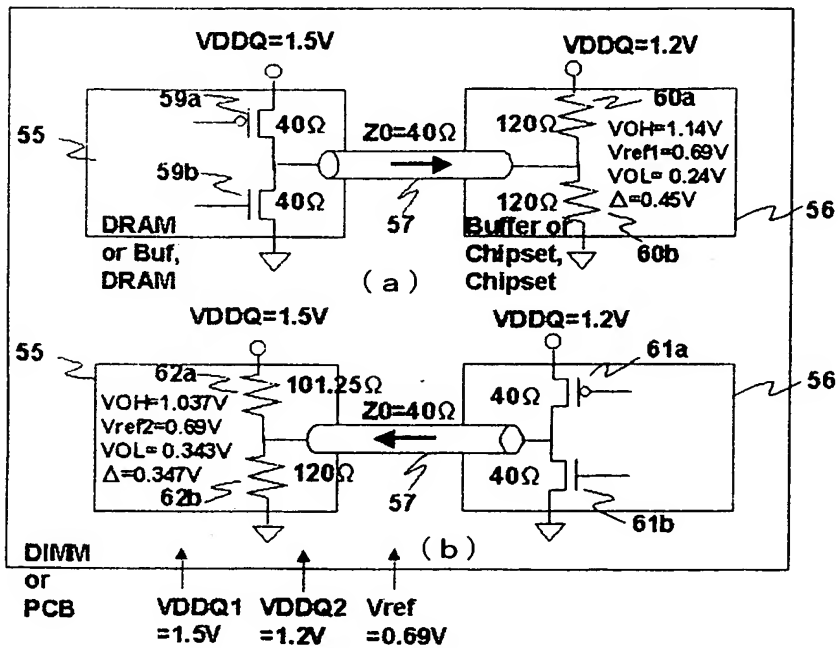 VDDQ=1.5V
VDDQ=1.2V
59a
60a
55
40Ω
Z0=40Ω
120Ω
VOH=1.14V
Vref1=0.69V
VOL= 0.24V
Δ=0.45V
59b
40Ω
120Ω
56
57
60b
DRAM
or Buf,
DRAM
Buffer or
Chipset,
Chipset
(a)
VDDQ=1.5V
VDDQ=1.2V
55
62a
101.25Ω
61a
56
VOH=1.037V
Vref2=0.69V
VOL= 0.343V
Δ=0.347V
Z0=40Ω
40Ω
120Ω
40Ω
62b
57
61b
(b)
DIMM
or
PCB
VDDQ1
=1.5V
VDDQ2
=1.2V
Vref
=0.69V